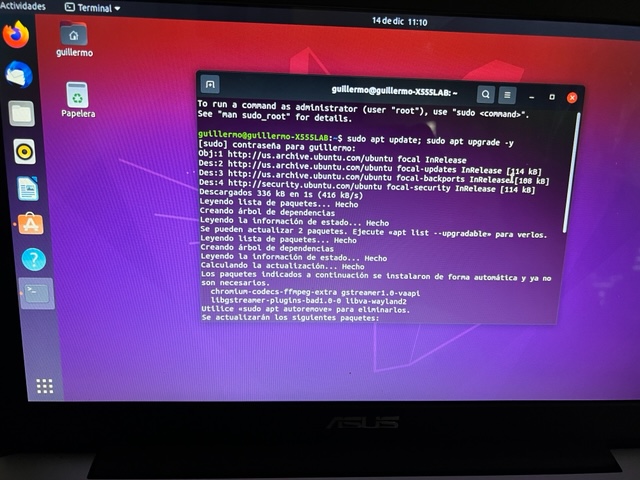 Actividades
Terminal
14 de dic 11:10
guillermo
Papelera
guillermo@guillermo-X555LAB: ~
To run a command as administrator (user "root"), use "sudo <command>".
See "man sudo_root" for details.
guillermo@guillermo-X555LAB:~$ sudo apt update; sudo apt upgrade -y
[sudo] contraseña para guillermo:
Obj:1 http://us.archive.ubuntu.com/ubuntu focal InRelease
Des:2 http://us.archive.ubuntu.com/ubuntu focal-updates InRelease [114 kB]
Des:3 http://us.archive.ubuntu.com/ubuntu focal-backports InRelease [108 kB]
Des:4 http://security.ubuntu.com/ubuntu focal-security InRelease [114 kB]
Descargados 336 kB en 1s (416 kB/s)
Leyendo lista de paquetes... Hecho
Creando árbol de dependencias
Leyendo la información de estado... Hecho
Se pueden actualizar 2 paquetes. Ejecute «apt list --upgradable» para verlos.
Leyendo lista de paquetes... Hecho
Creando árbol de dependencias
Leyendo la información de estado... Hecho
Calculando la actualización... Hecho
Los paquetes indicados a continuación se instalaron de forma automática y ya no
son necesarios.
chromium-codecs-ffmpeg-extra gstreamer1.0-vaapi
libgstreamer-plugins-bad1.0-0 libva-wayland2
Utilice «sudo apt autoremove» para eliminarlos.
Se actualizarán los siguientes paquetes:
ASUS